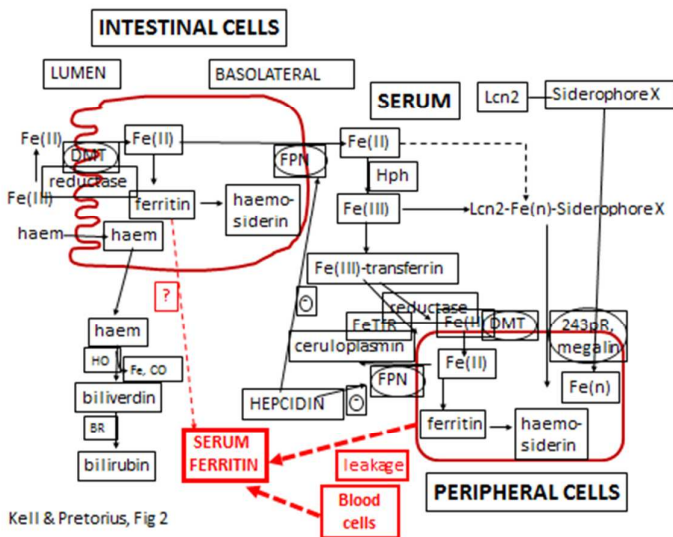 INTESTINAL CELLS
LUMEN
BASOLATERAL
SERUM
Lcn2
Siderophore X
Fe(II)
DMT
Fe(II)
FPN
Fe(II)
reductase
Hph
Fe(III)
ferritin
haemo-
siderin
Fe(III)
Lcn2-Fe(n)-Siderophore X
haem
haem
?
Fe(III)-transferrin
-
reductase
haem
FeTfR
Fe(II)
DMT
243pR,
megalin
HO
Fe, CO
ceruloplasmin
Fe(II)
biliverdin
HEPCIDIN
-
FPN
Fe(n)
BR
ferritin
haemo-
siderin
bilirubin
SERUM
FERRITIN
leakage
Blood
cells
PERIPHERAL CELLS
Kell & Pretorius, Fig 2